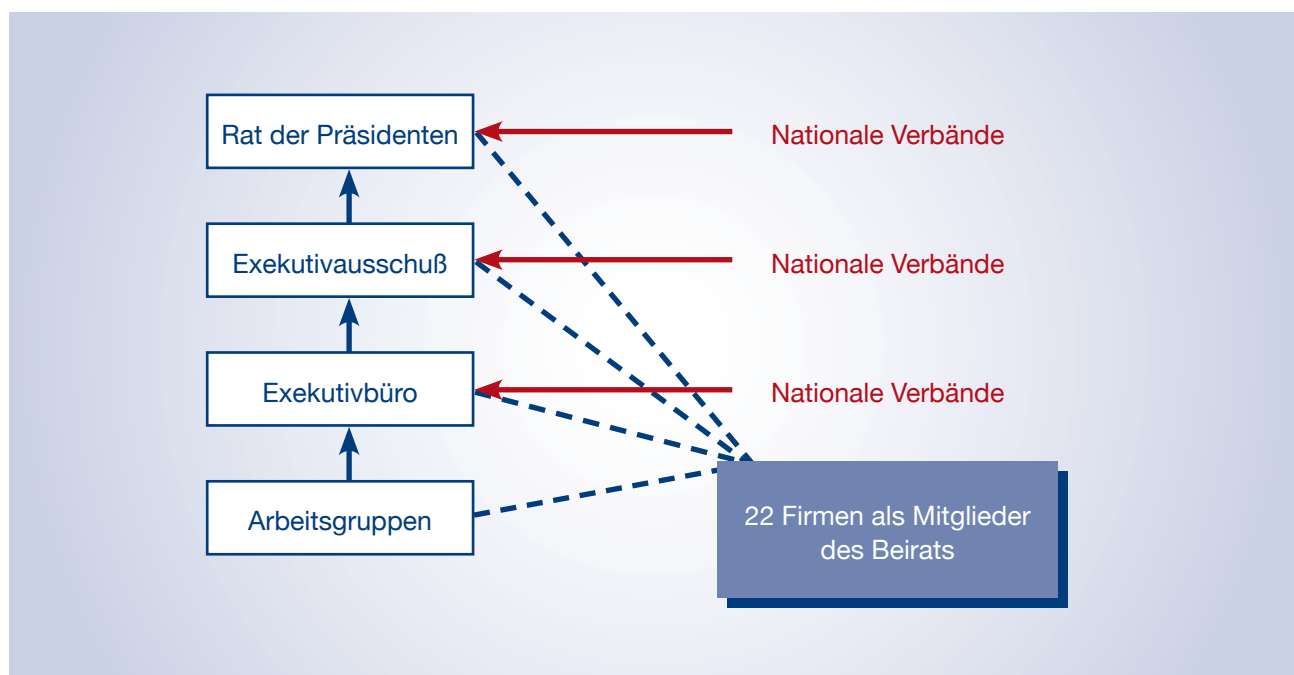 Rat der Präsidenten
Nationale Verbände
Exekutivausschuß
Nationale Verbände
Exekutivbüro
Nationale Verbände
Arbeitsgruppen
22 Firmen als Mitglieder
des Beirats